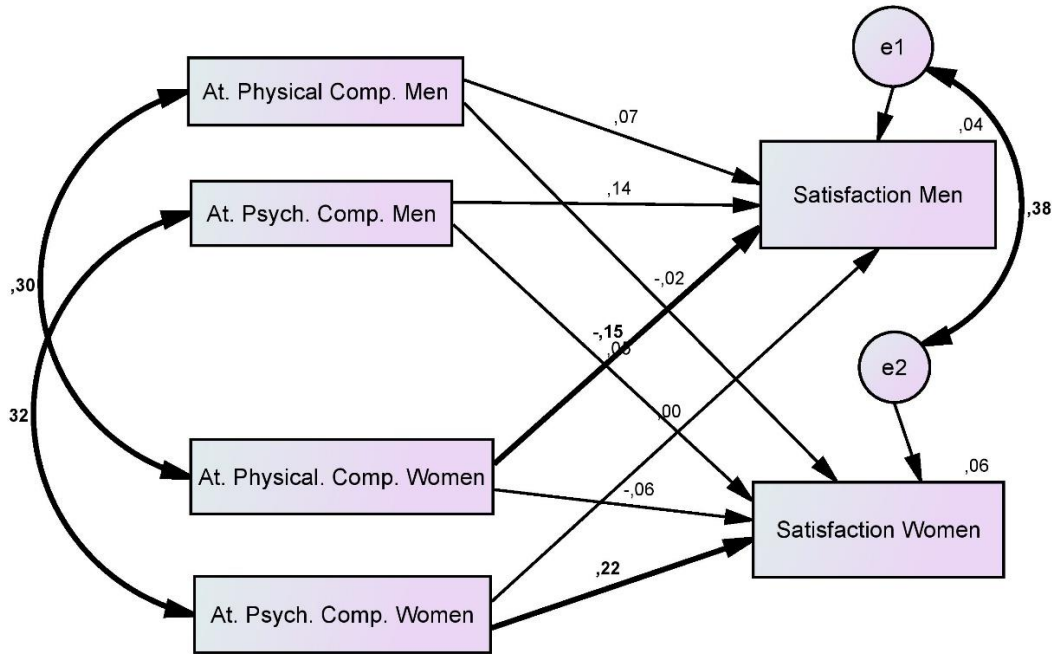 e1
At. Physical Comp. Men
,07
,04
At. Psych. Comp. Men
,14
Satisfaction Men
,38
-,02
,30
-,15
,05
e2
32
,00
At. Physical. Comp. Women
-,06
,06
Satisfaction Women
,22
At. Psych. Comp. Women